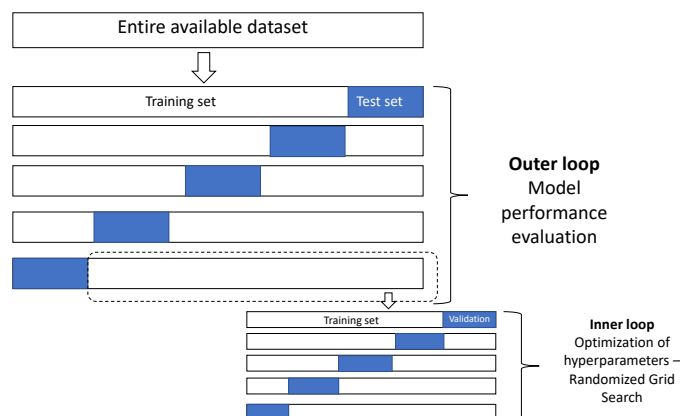 Entire available dataset
Training set
Test set
Outer loop
Model
performance
evaluation
Training set
Validation
Inner loop
Optimization of
hyperparameters –
Randomized Grid
Search